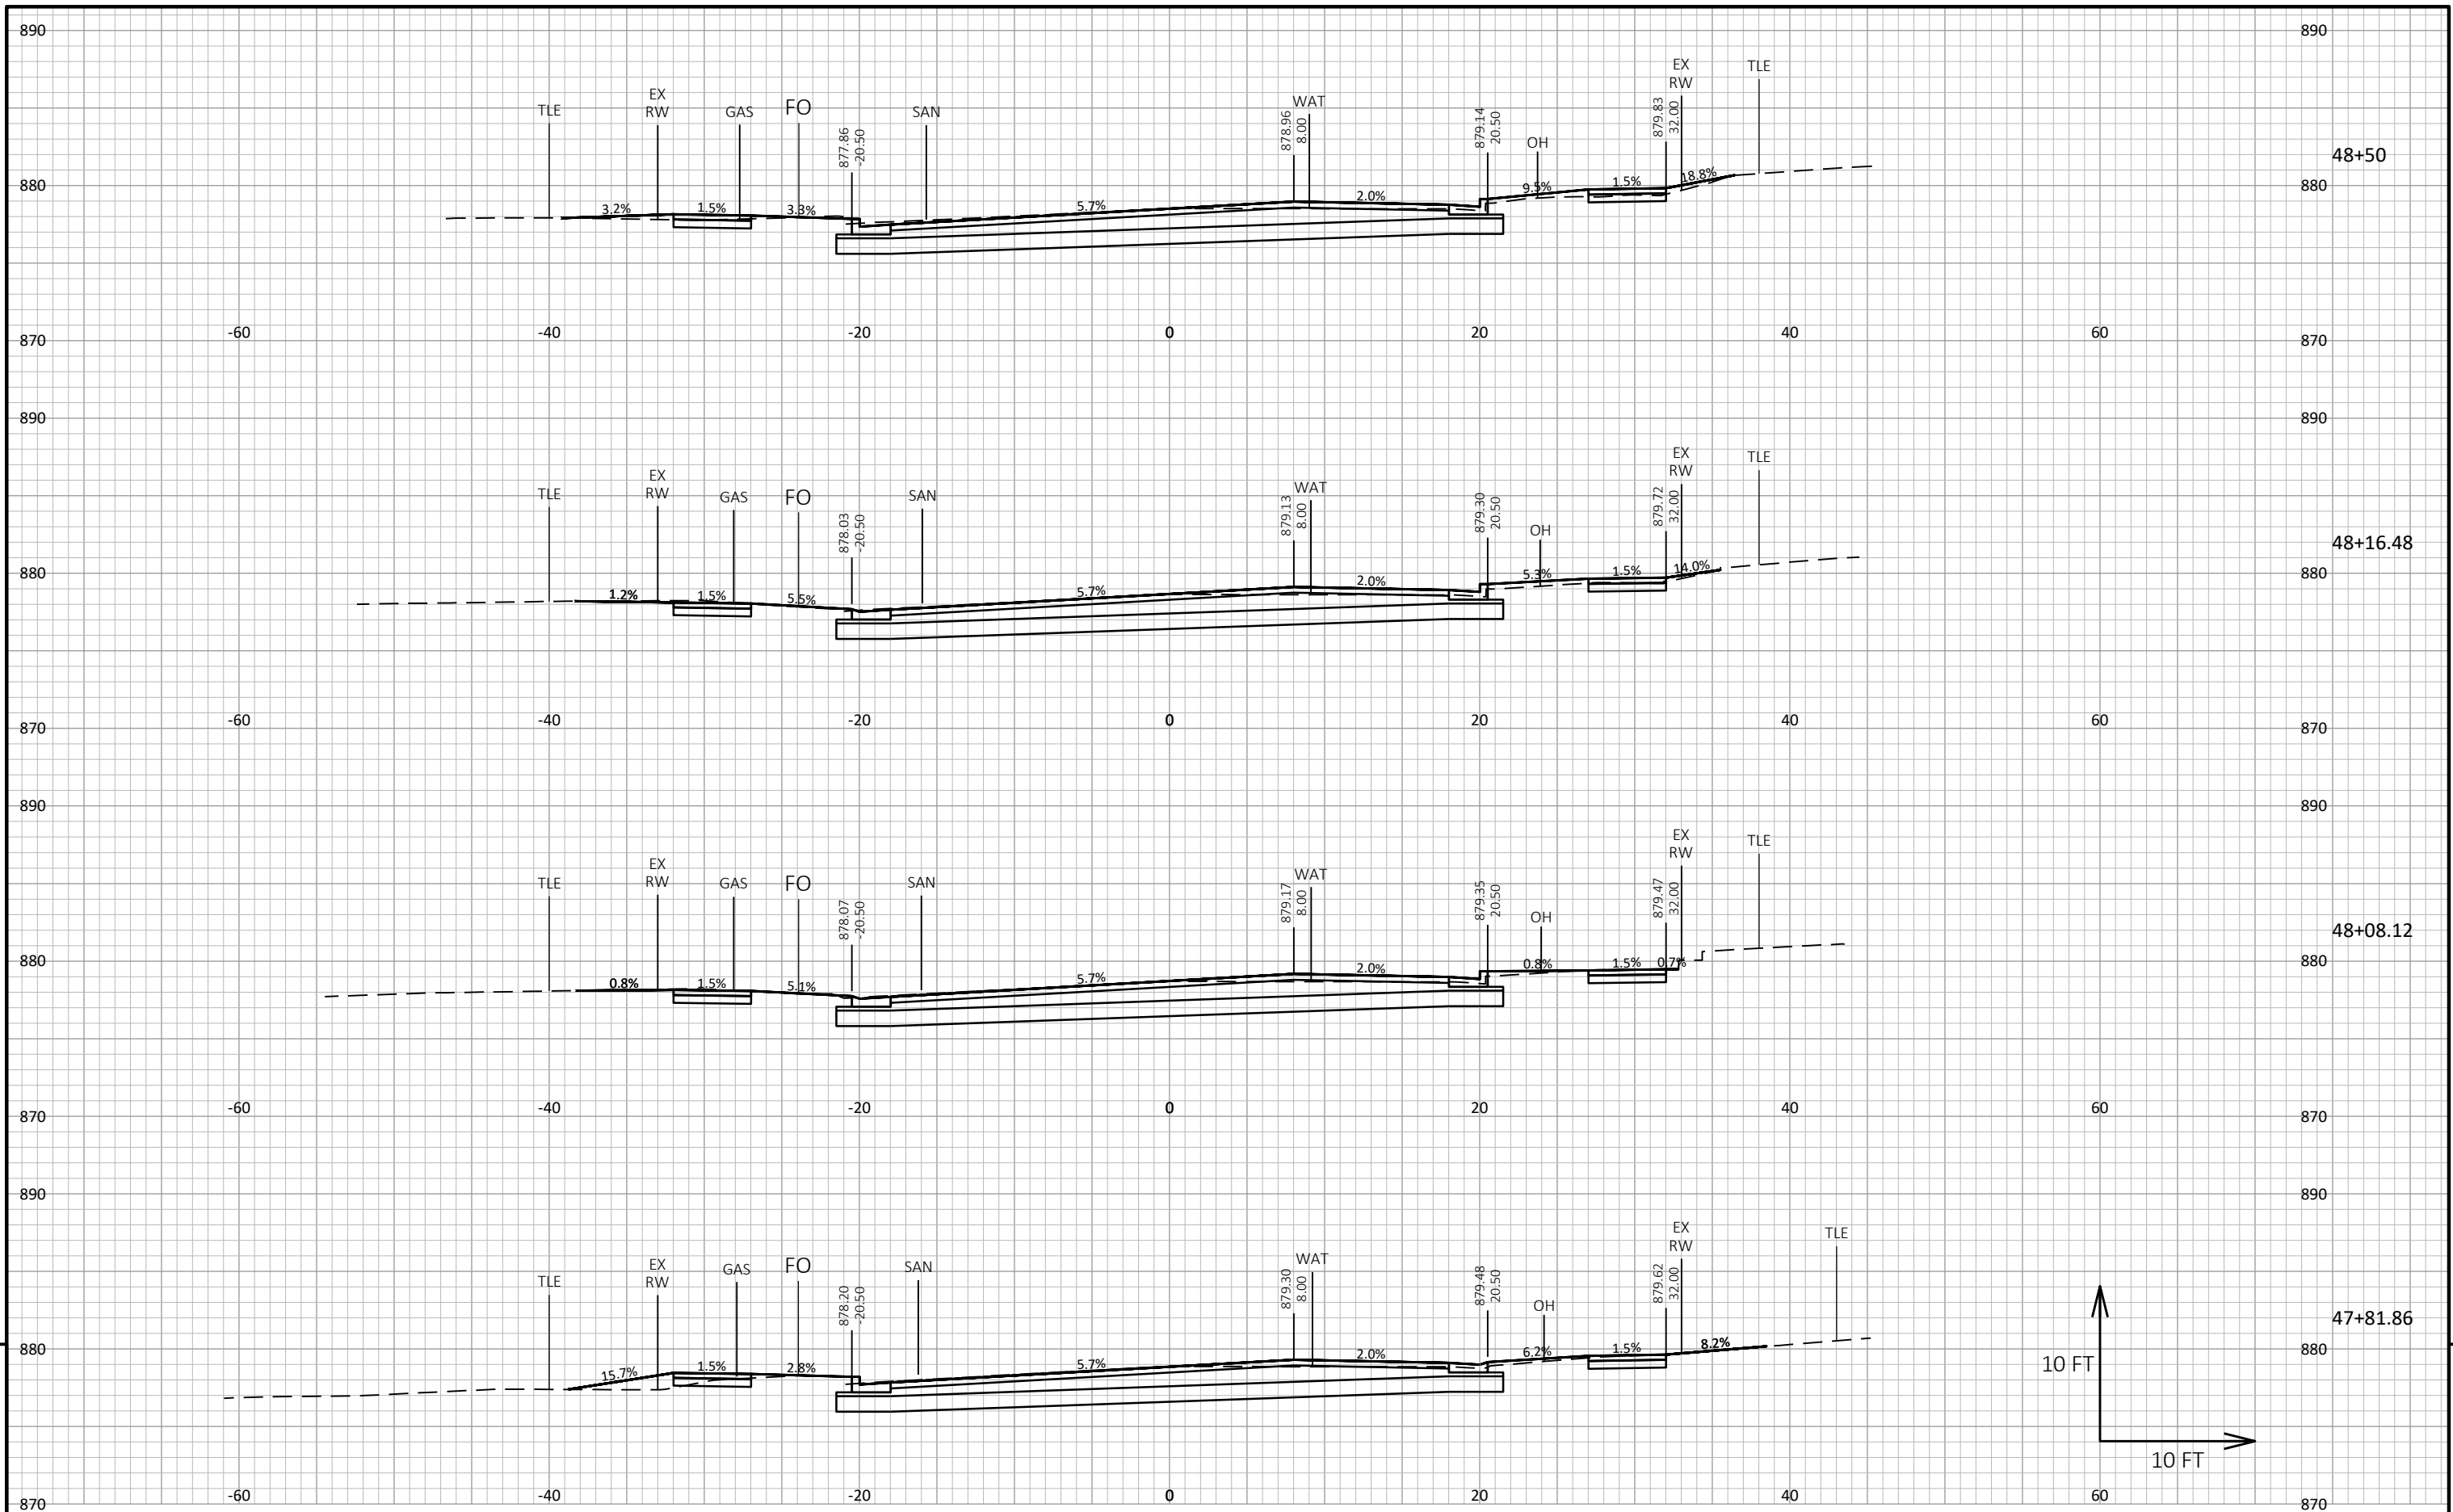 890 890
EX
RW
TLE
EX
RW
TLE GAS FO SAN WAT
877.86
-20.50
878.96
8.00
879.14
20.50
879.83
32.00
OH
48+50
880 3.2% 1.5% 3.3% 5.7% 2.0% 9.5% 1.5% 18.8% 880
870 -60 -40 -20 0 20 40 60 870
890 890
EX
RW
TLE
EX
RW
TLE GAS FO SAN WAT
878.03
-20.50
879.13
8.00
879.30
20.50
879.72
32.00
OH
48+16.48
880 1.2% 1.5% 5.5% 5.7% 2.0% 5.3% 1.5% 14.0% 880
870 -60 -40 -20 0 20 40 60 870
890 890
EX
RW
TLE
EX
RW
TLE GAS FO SAN WAT
878.07
-20.50
879.17
8.00
879.35
20.50
879.47
32.00
OH
48+08.12
880 0.8% 1.5% 5.1% 5.7% 2.0% 0.8% 1.5% 0.7% 880
870 -60 -40 -20 0 20 40 60 870
890 890
EX
RW
TLE
EX
RW
TLE GAS FO SAN WAT
878.20
-20.50
879.30
8.00
879.48
20.50
879.62
32.00
OH
47+81.86
880 15.7% 1.5% 2.8% 5.7% 2.0% 6.2% 1.5% 8.2% 880
10 FT
10 FT
870 -60 -40 -20 0 20 40 60 870